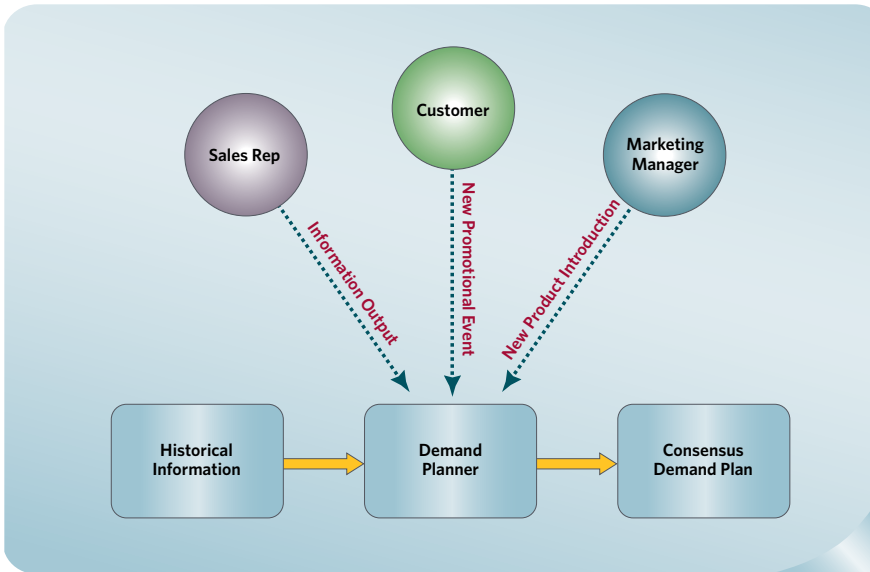 Customer
Sales Rep
Marketing
Manager
Information Output
New Promotional Event
New Product Introduction
Historical
Information
Demand
Planner
Consensus
Demand Plan